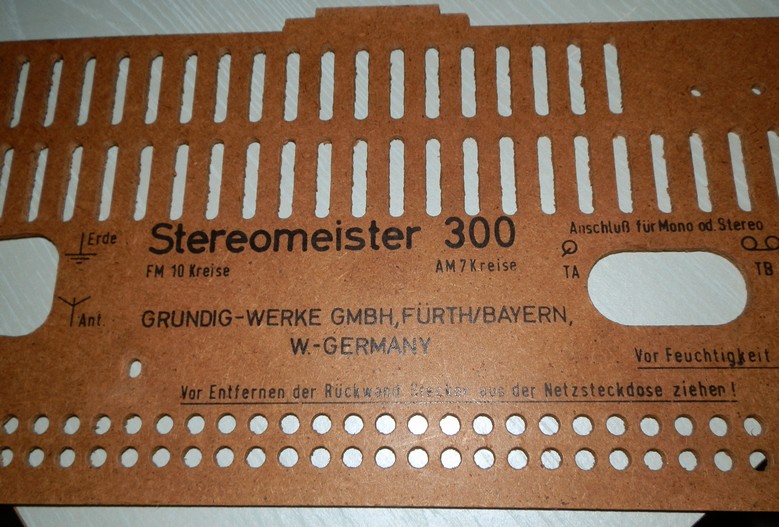 Erde
Stereomeister 300
Anschluß für Mono od. Stereo
FM 10 Kreise
AM 7 Kreise
TA
TB
Ant.
GRUNDIG-WERKE GMBH, FÜRTH/BAYERN,
W.-GERMANY
Vor Feuchtigkeit
Vor Entfernen der Rückwand Stecker aus der Netzsteckdose ziehen!